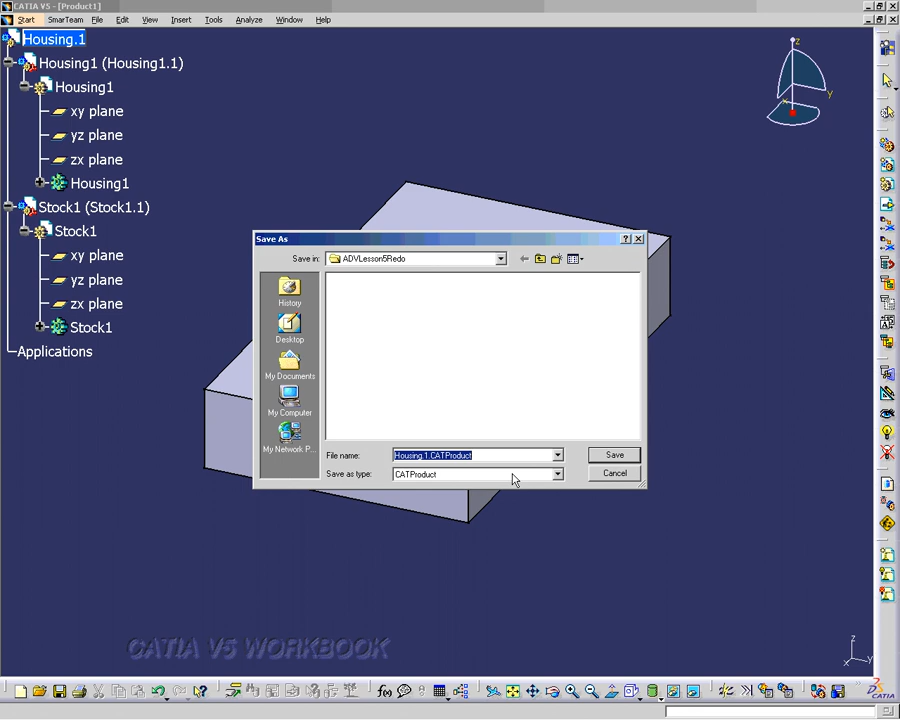 CATIA V5 - [Product1]
Start SmarTeam File Edit View Insert Tools Analyze Window Help
Housing.1
Housing1 (Housing1.1)
Housing1
xy plane
yz plane
zx plane
Housing1
Stock1 (Stock1.1)
Stock1
xy plane
yz plane
zx plane
Stock1
Applications
z
y
x
Save As
Save in: ADVLesson5Redo
History
Desktop
My Documents
My Computer
My Network P...
File name: Housing.1.CATProduct Save
Save as type: CATProduct Cancel
CATIA V5 WORKBOOK
z
x y
f(x)
CATIA